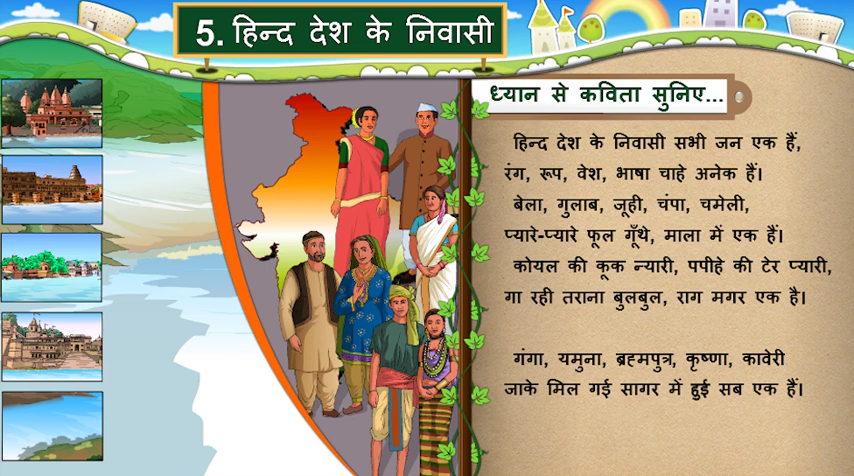 5. हिन्द देश के निवासी
ध्यान से कविता सुनिए...
हिन्द देश के निवासी सभी जन एक हैं,
रंग, रूप, वेश, भाषा चाहे अनेक हैं।
बेला, गुलाब, जूही, चंपा, चमेली,
प्यारे-प्यारे फूल गूँथे, माला में एक हैं।
कोयल की कूक न्यारी, पपीहे की टेर प्यारी,
गा रही तराना बुलबुल, राग मगर एक है।
गंगा, यमुना, ब्रह्मपुत्र, कृष्णा, कावेरी
जाके मिल गई सागर में हुई सब एक हैं।